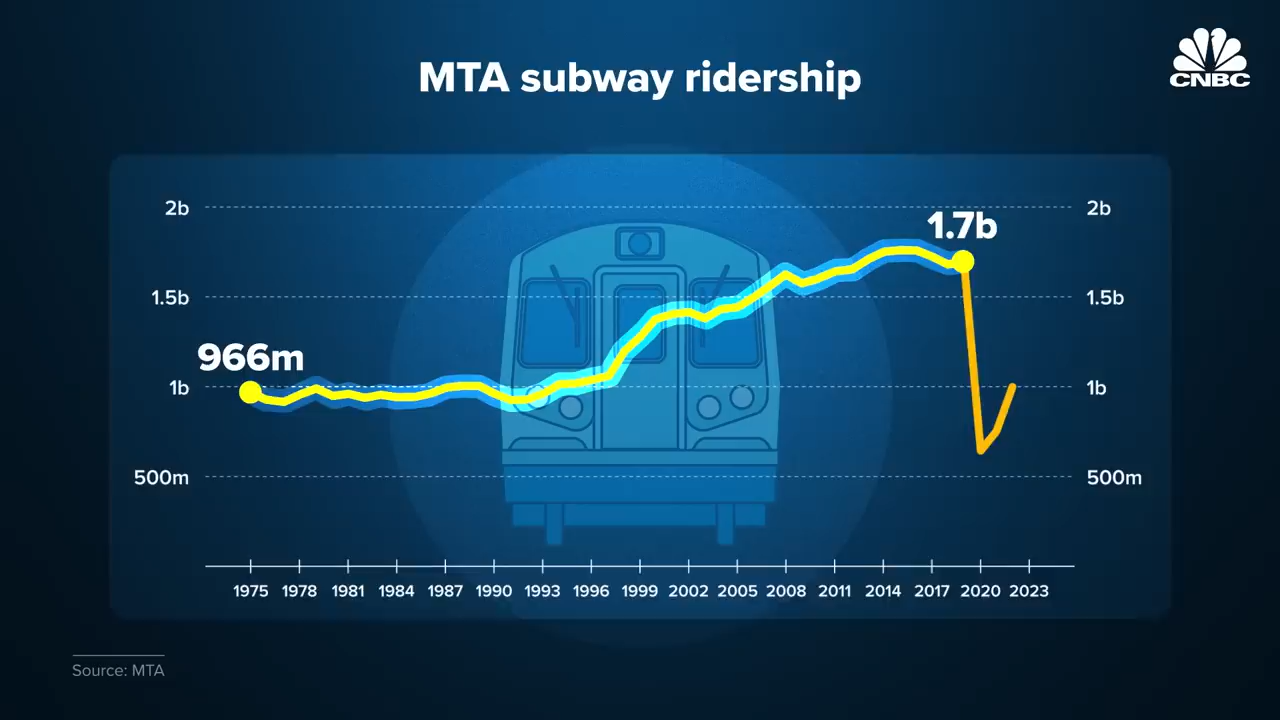 MTA subway ridership
CNBC
2b
2b
1.7b
1.5b
1.5b
966m
1b
1b
500m
500m
1975 1978 1981 1984 1987 1990 1993 1996 1999 2002 2005 2008 2011 2014 2017 2020 2023
Source: MTA